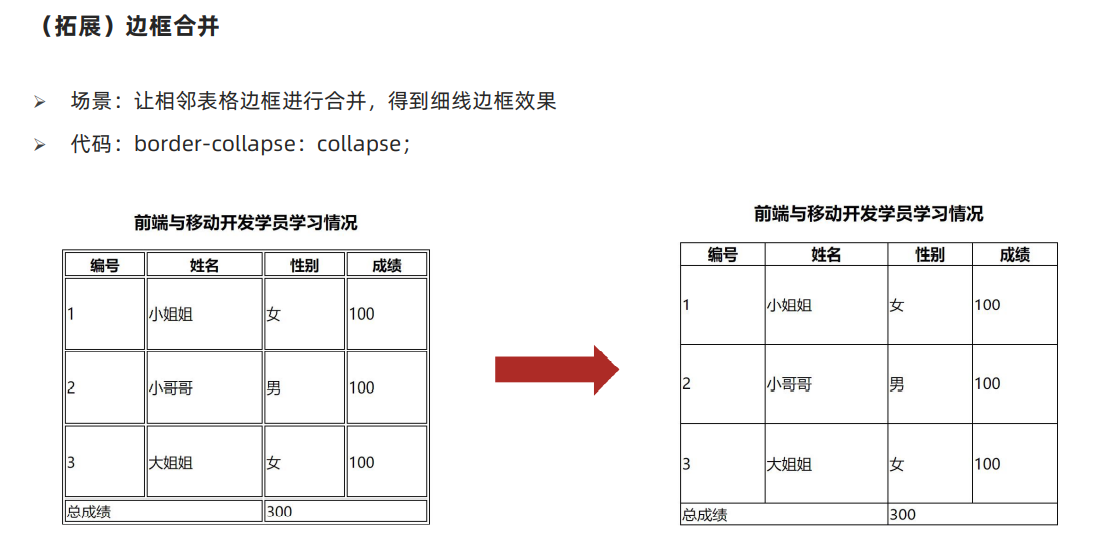 （拓展）边框合并
➢ 场景：让相邻表格边框进行合并，得到细线边框效果
➢ 代码：border-collapse：collapse；
前端与移动开发学员学习情况
编号 姓名 性别 成绩
1 小姐姐 女 100
2 小哥哥 男 100
3 大姐姐 女 100
总成绩 300
前端与移动开发学员学习情况
编号 姓名 性别 成绩
1 小姐姐 女 100
2 小哥哥 男 100
3 大姐姐 女 100
总成绩 300